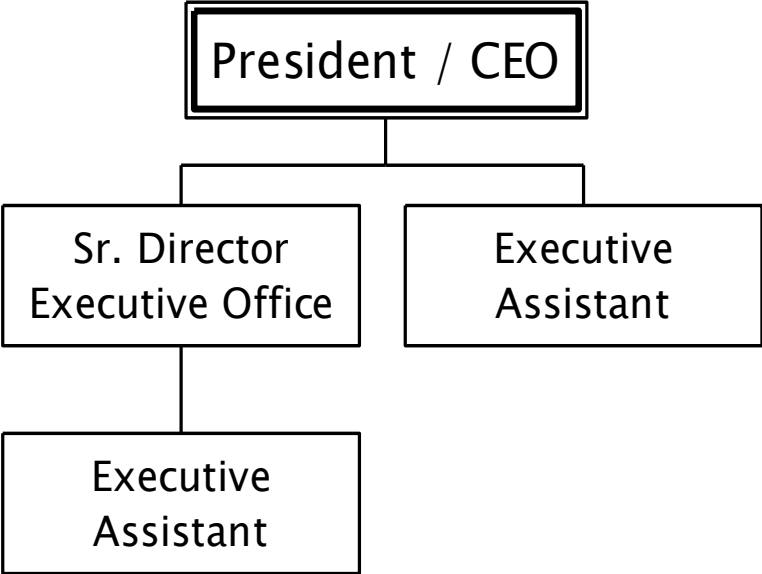 President / CEO
Sr. Director
Executive Office
Executive
Assistant
Executive
Assistant